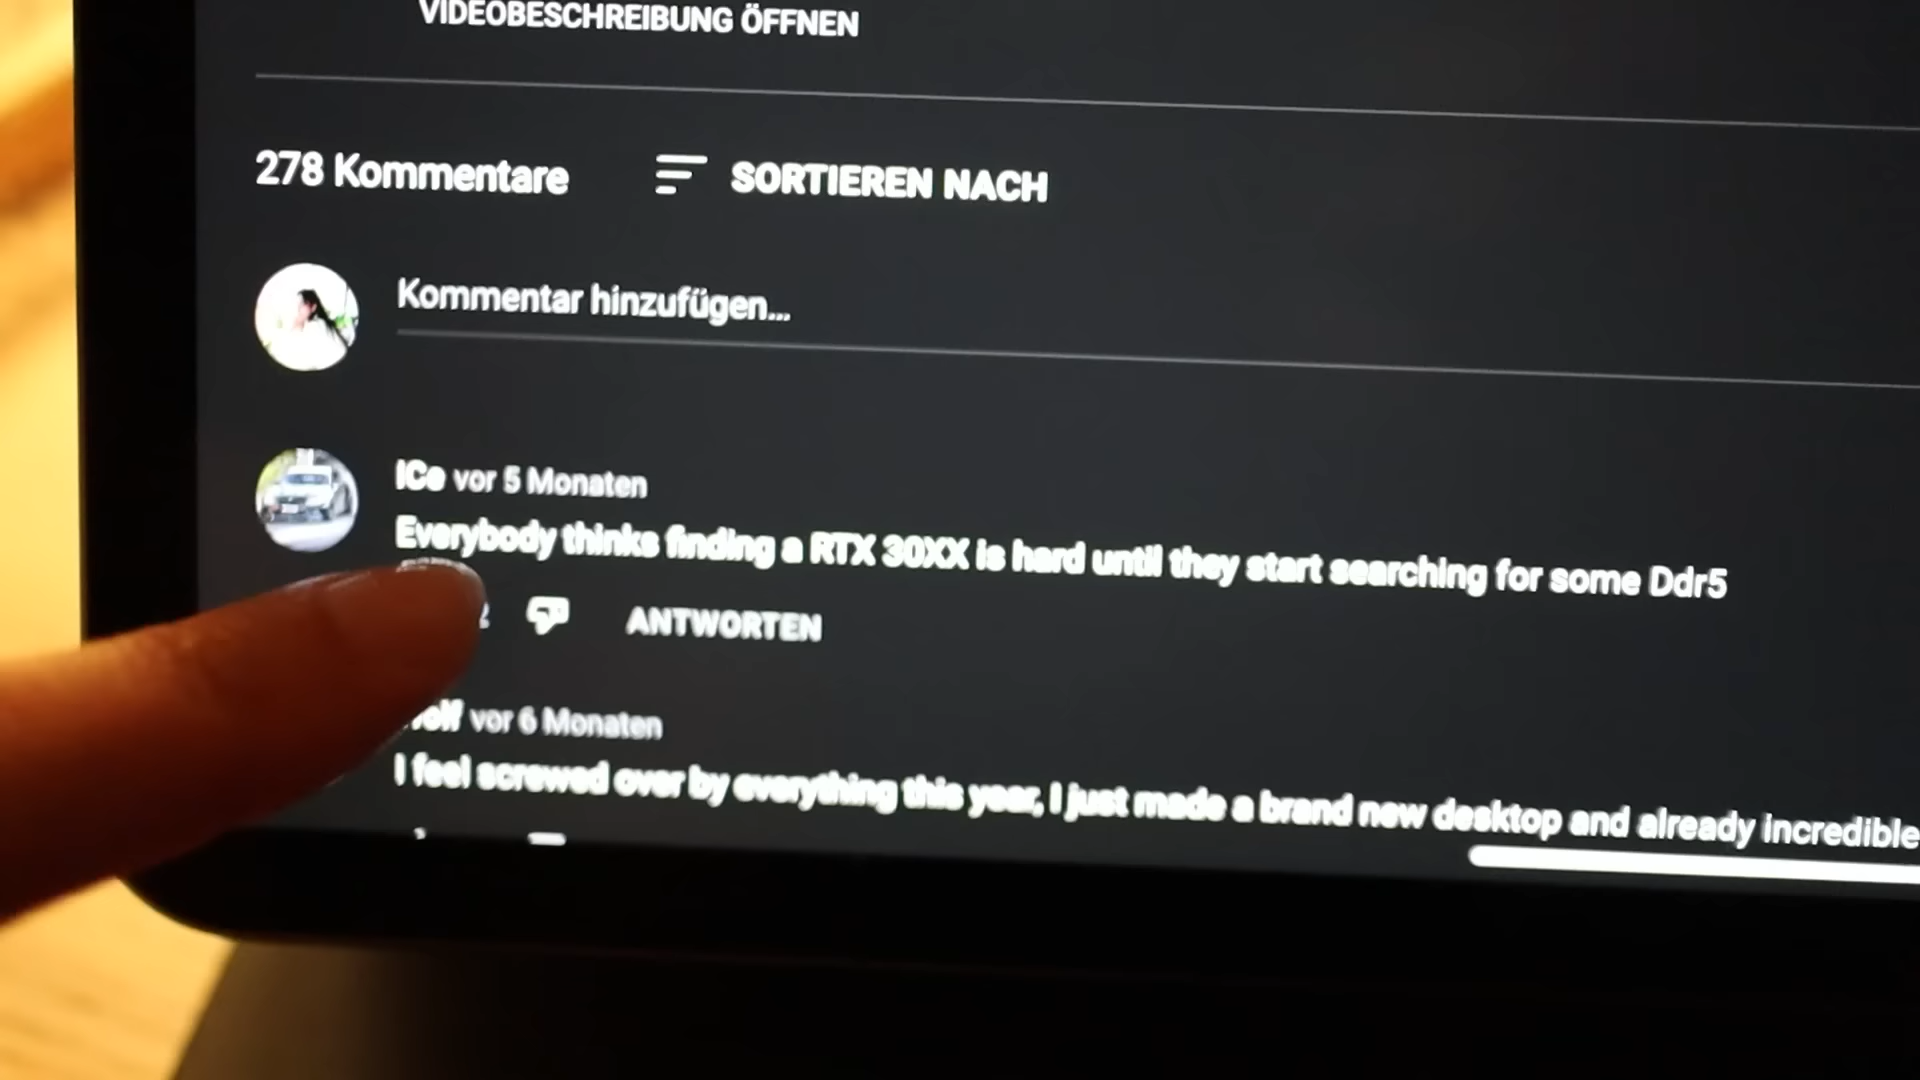 VIDEOBESCHREIBUNG ÖFFNEN
278 Kommentare
SORTIEREN NACH
Kommentar hinzufügen...
ICe vor 5 Monaten
Everybody thinks finding a RTX 30XX is hard until they start searching for some Ddr5
ANTWORTEN
vor 6 Monaten
I feel screwed over by everything this year, I just made a brand new desktop and already incredible